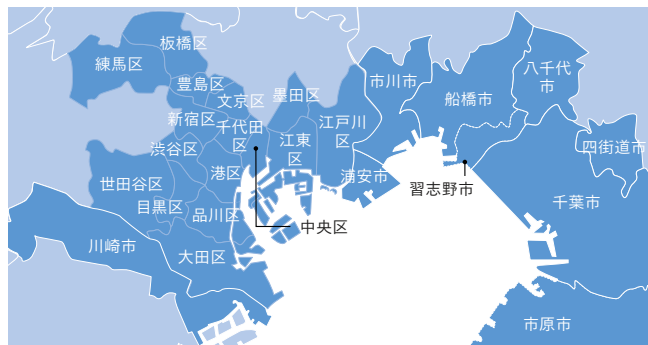 板橋区
練馬区
豊島区
文京区
墨田区
新宿区
千代田
区
江東
区
江戸川
区
市川市
船橋市
八千代
市
四街道市
渋谷区
港区
世田谷区
目黒区
品川区
浦安市
習志野市
千葉市
中央区
川崎市
大田区
市原市